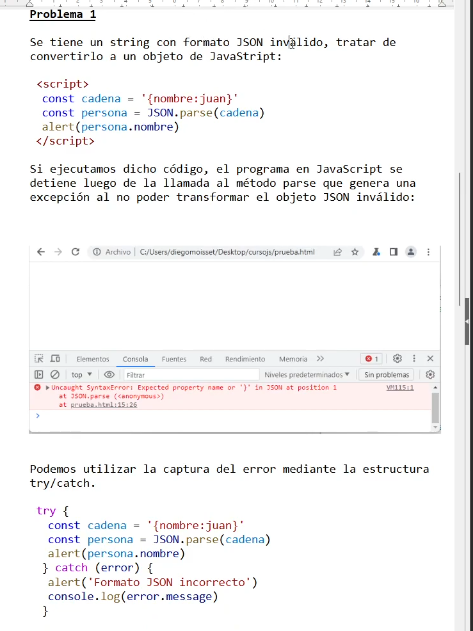 Problema 1
Se tiene un string con formato JSON inválido, tratar de
convertirlo a un objeto de JavaStript:
<script>
const cadena = '{nombre:juan}'
const persona = JSON.parse(cadena)
alert(persona.nombre)
</script>
Si ejecutamos dicho código, el programa en JavaScript se
detiene luego de la llamada al método parse que genera una
excepción al no poder transformar el objeto JSON inválido:
Archivo | C:/Users/diegomoisset/Desktop/cursojs/prueba.html
Elementos Consola Fuentes Red Rendimiento Memoria >> 1
top Filtrar Niveles predeterminados Sin problemas
Uncaught SyntaxError: Expected property name or '}' in JSON at position 1 VM115:1
at JSON.parse (<anonymous>)
at prueba.html:15:26
Podemos utilizar la captura del error mediante la estructura
try/catch.
try {
const cadena = '{nombre:juan}'
const persona = JSON.parse(cadena)
alert(persona.nombre)
} catch (error) {
alert('Formato JSON incorrecto')
console.log(error.message)
}